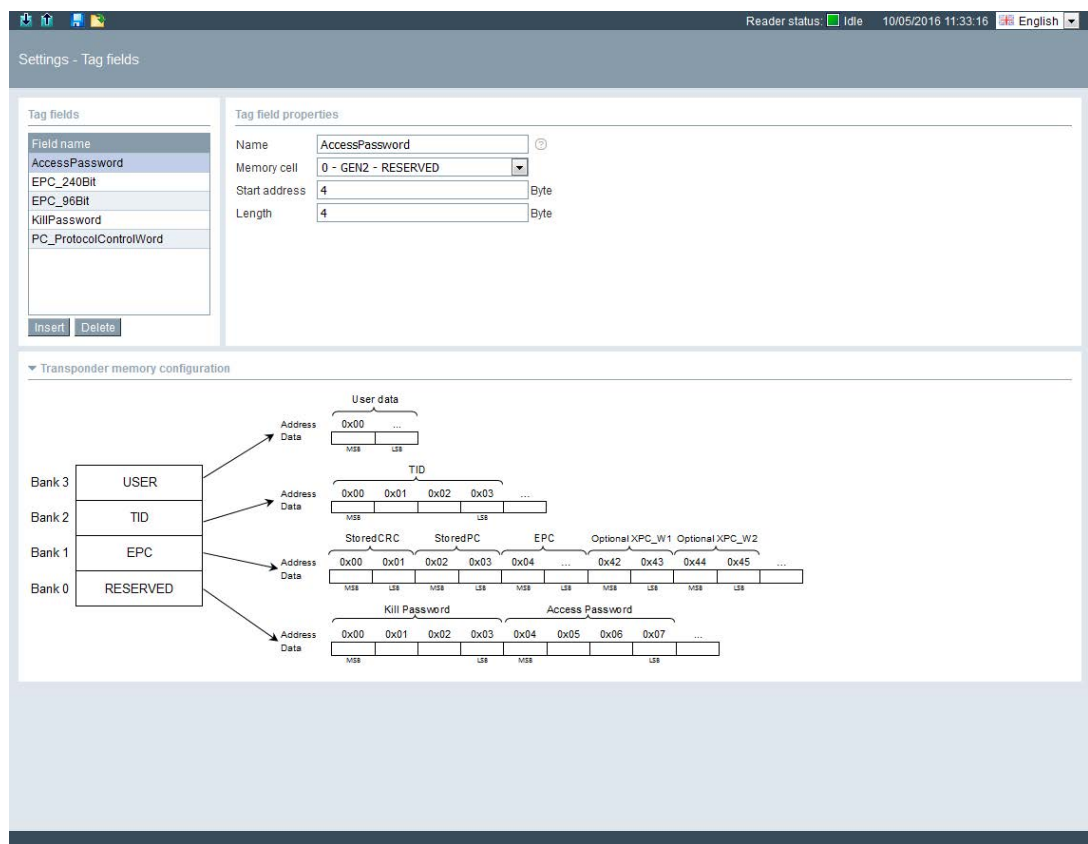 Reader status: Idle 10/05/2016 11:33:16 English
Settings - Tag fields
Tag fields
Field name
AccessPassword
EPC_240Bit
EPC_96Bit
KillPassword
PC_ProtocolControlWord
Insert Delete
Tag field properties
Name AccessPassword
Memory cell 0 - GEN2 - RESERVED
Start address 4 Byte
Length 4 Byte
Transponder memory configuration
Bank 3 USER
Bank 2 TID
Bank 1 EPC
Bank 0 RESERVED
User data
Address 0x00 ...
Data
MSB LSB
TID
Address 0x00 0x01 0x02 0x03 ...
Data
MSB LSB
StoredCRC StoredPC EPC Optional XPC_W1 Optional XPC_W2
Address 0x00 0x01 0x02 0x03 0x04 ... 0x42 0x43 0x44 0x45 ...
Data
MSB LSB MSB LSB MSB LSB MSB LSB MSB LSB
Kill Password Access Password
Address 0x00 0x01 0x02 0x03 0x04 0x05 0x06 0x07 ...
Data
MSB LSB MSB LSB